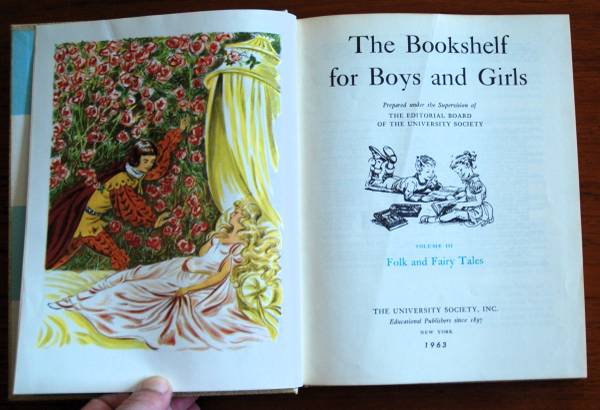 The Bookshelf
for Boys and Girls
Prepared under the Supervision of
THE EDITORIAL BOARD
OF THE UNIVERSITY SOCIETY
VOLUME III
Folk and Fairy Tales
THE UNIVERSITY SOCIETY, INC.
Educational Publishers since 1897
NEW YORK
1963